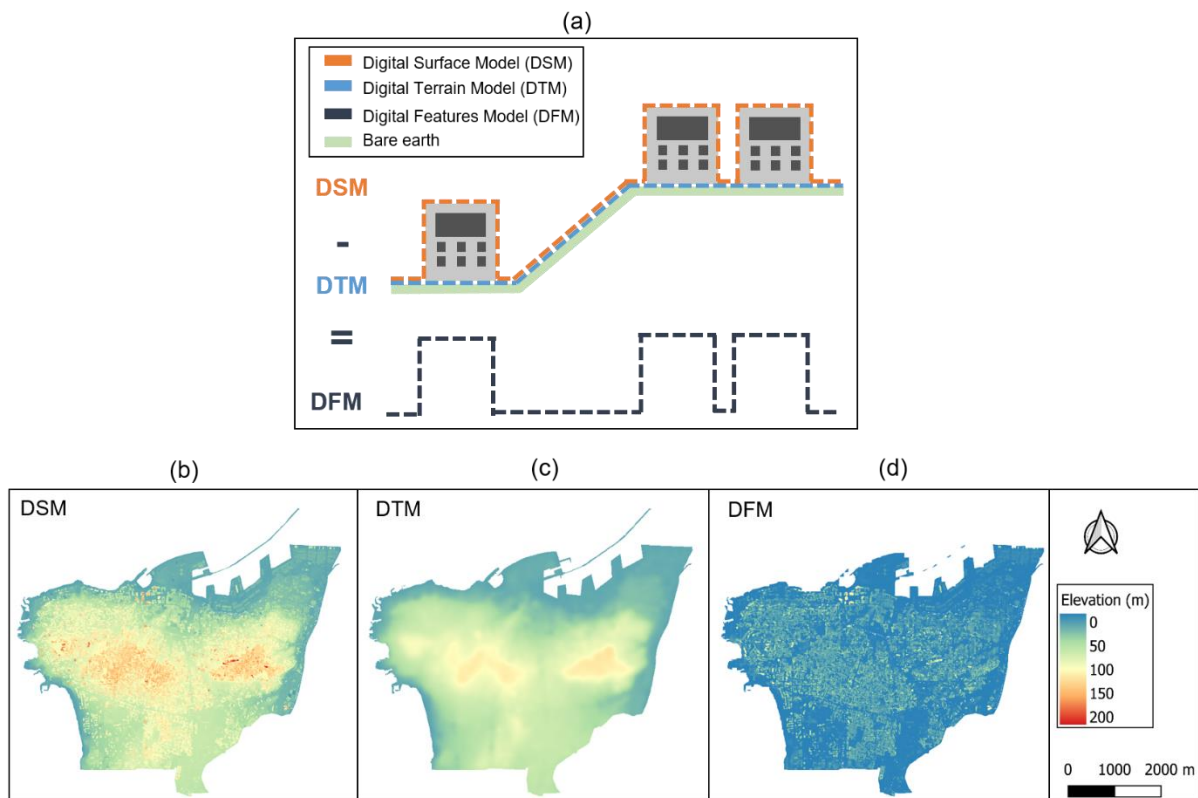 (a)
Digital Surface Model (DSM)
Digital Terrain Model (DTM)
Digital Features Model (DFM)
Bare earth
DSM
-
DTM
=
DFM
(b)
(c)
(d)
DSM
DTM
DFM
Elevation (m)
0
50
100
150
200
0 1000 2000 m